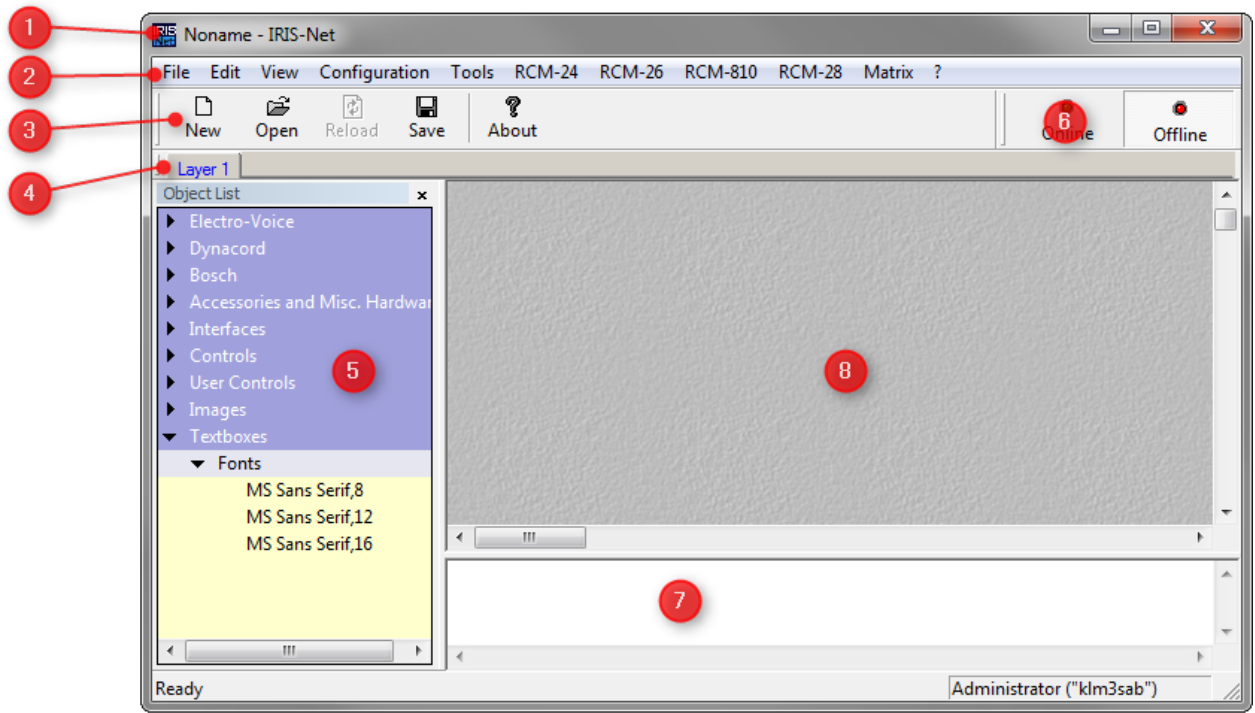 1
IRIS Net Noname - IRIS-Net
2
File Edit View Configuration Tools RCM-24 RCM-26 RCM-810 RCM-28 Matrix ?
3
New Open Reload Save About 6 Online Offline
4
Layer 1
Object List
Electro-Voice
Dynacord
Bosch
Accessories and Misc. Hardwar
Interfaces
Controls
5
8
User Controls
Images
Textboxes
Fonts
MS Sans Serif,8
MS Sans Serif,12
MS Sans Serif,16
7
Ready Administrator ("klm3sab")